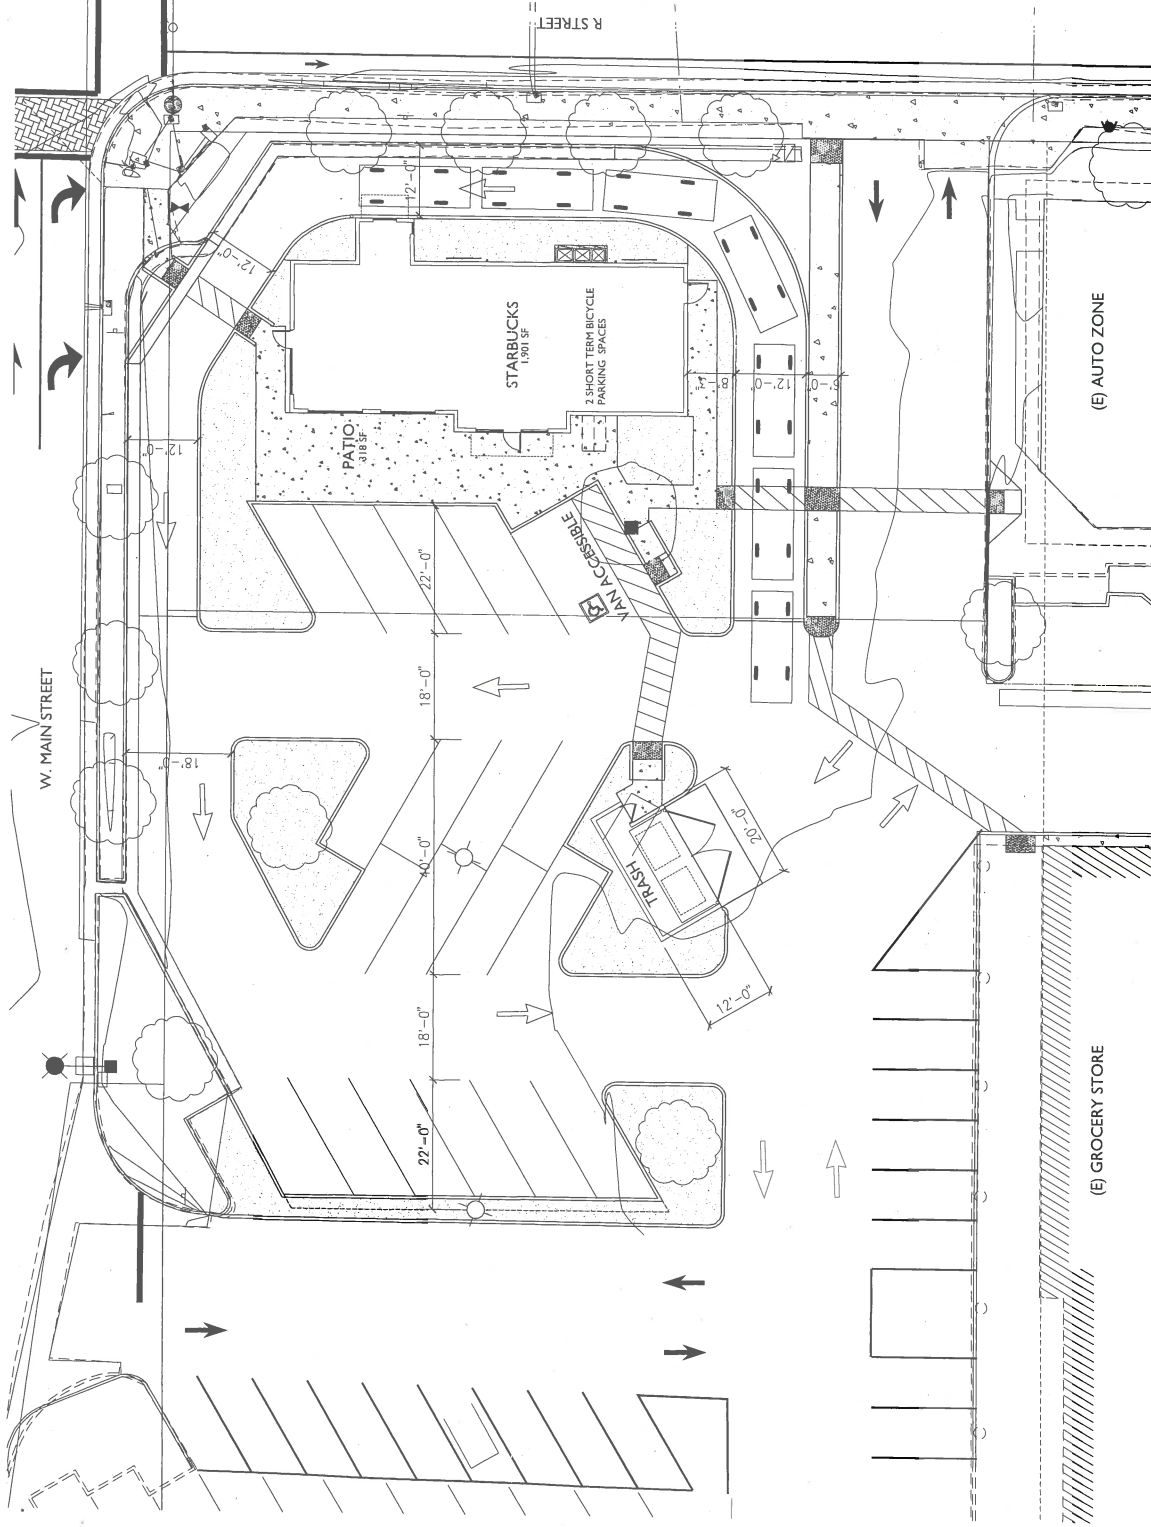 R STREET
12'-0"
12'-0"
STARBUCKS
1,901 SF
2 SHORT TERM BICYCLE
PARKING SPACES
(E) AUTO ZONE
8'-3"
12'-0"
6'-0"
PATIO
318 SF
12'-0"
VAN ACCESSIBLE
22'-0"
18'-0"
W. MAIN STREET
18'-0"
40'-0"
TRASH
20'-0"
12'-0"
18'-0"
22'-0"
(E) GROCERY STORE